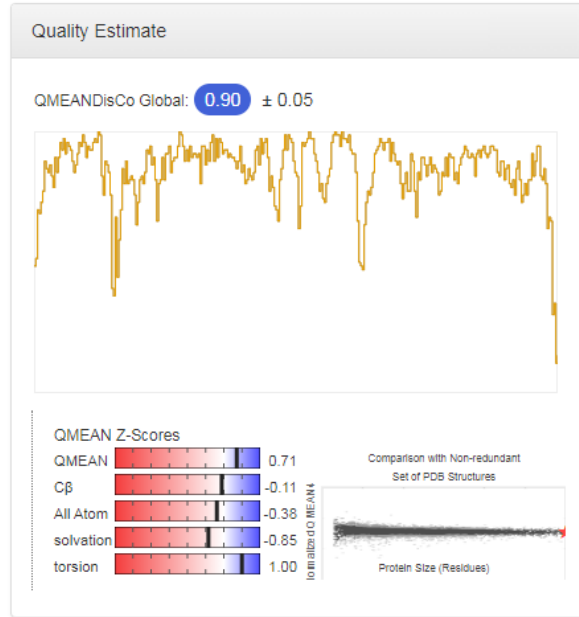 Quality Estimate
QMEANDisCo Global: 0.90 ± 0.05
QMEAN Z-Scores
QMEAN 0.71
Cβ -0.11
All Atom -0.38
solvation -0.85
torsion 1.00
Comparison with Non-redundant
Set of PDB Structures
Protein Size (Residues)